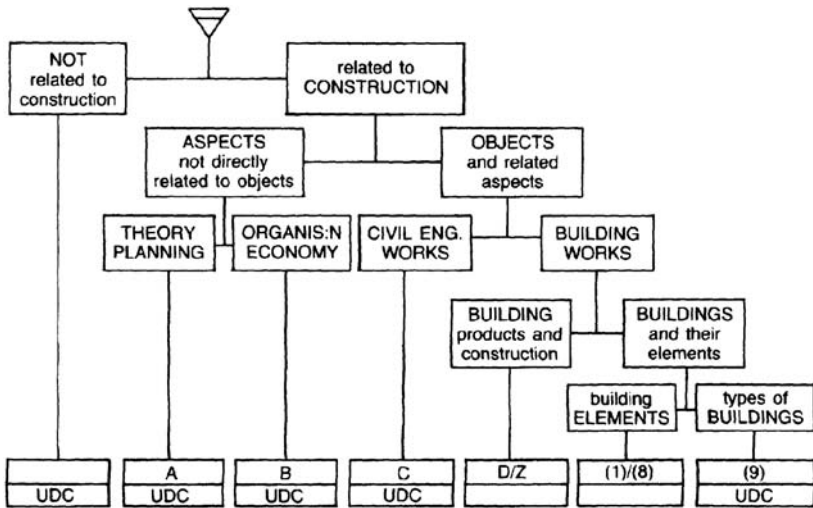 NOT
related to
construction
related to
CONSTRUCTION
ASPECTS
not directly
related to objects
OBJECTS
and related
aspects
THEORY
PLANNING
ORGANIS:N
ECONOMY
CIVIL ENG.
WORKS
BUILDING
WORKS
BUILDING
products and
construction
BUILDINGS
and their
elements
building
ELEMENTS
types of
BUILDINGS
A
B
C
D/Z
(1)/(8)
(9)
UDC
UDC
UDC
UDC
UDC